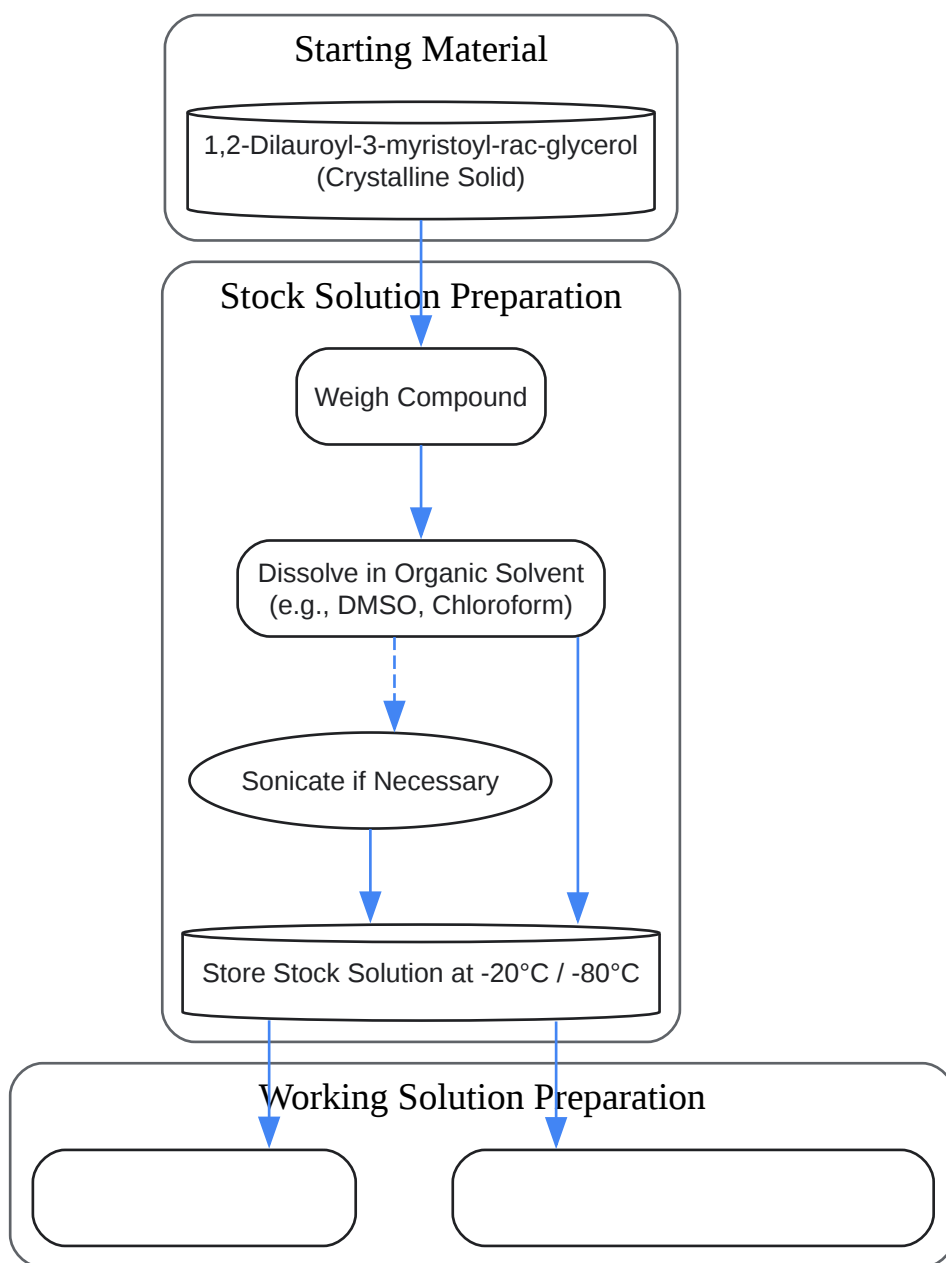 Starting Material
1,2-Dilauroyl-3-myristoyl-rac-glycerol
(Crystalline Solid)
Stock Solution Preparation
Weigh Compound
Dissolve in Organic Solvent
(e.g., DMSO, Chloroform)
Sonicate if Necessary
Store Stock Solution at -20°C / -80°C
Working Solution Preparation